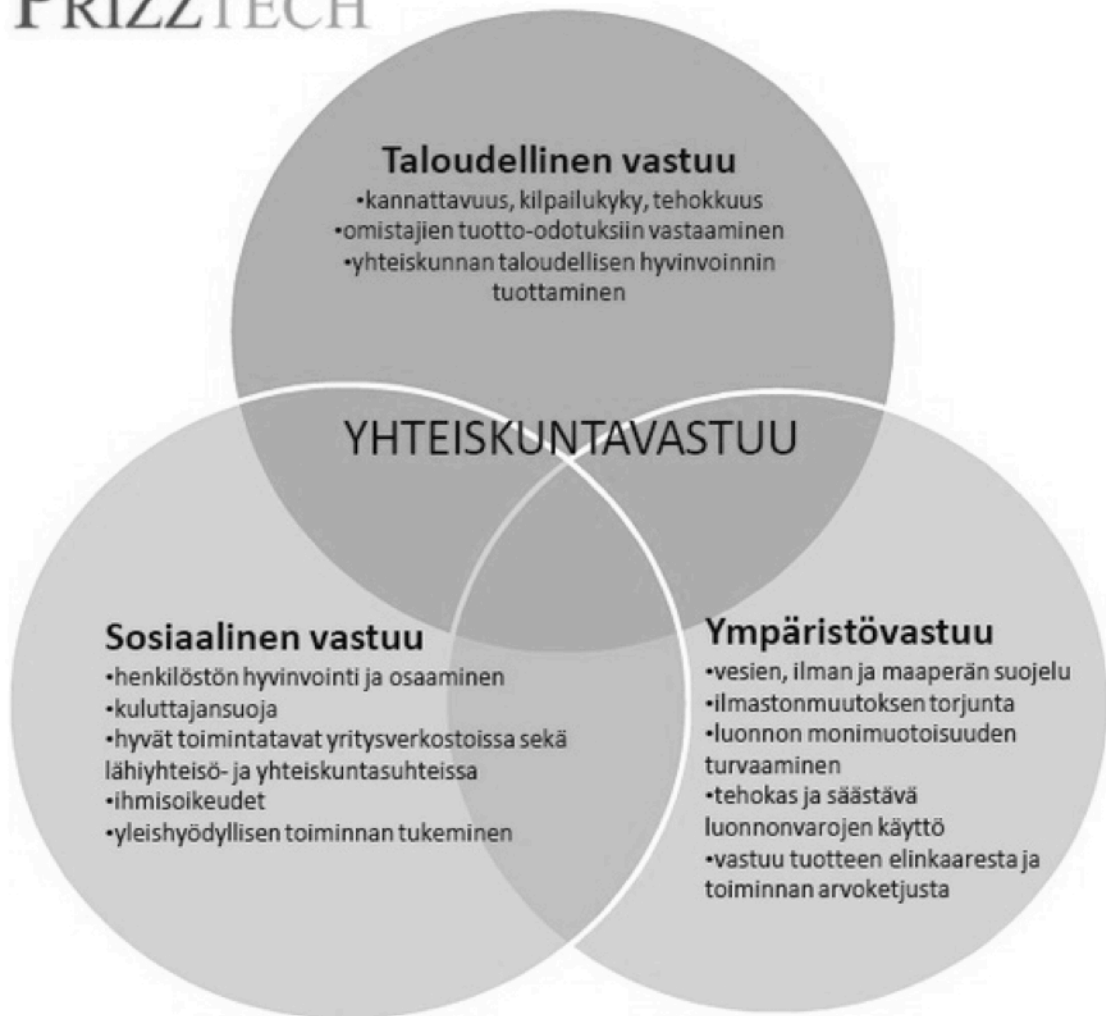 PRIZZTECH
Taloudellinen vastuu
•kannattavuus, kilpailukyky, tehokkuus
•omistajien tuotto-odotuksiin vastaaminen
•yhteiskunnan taloudellisen hyvinvoinnin
tuottaminen
YHTEISKUNTAVASTUU
Sosiaalinen vastuu
•henkilöstön hyvinvointi ja osaaminen
•kuluttajansuoja
•hyvät toimintatavat yritysverkostoissa sekä
lähiyhteisö- ja yhteiskuntasuhteissa
•ihmisoikeudet
•yleishyödyllisen toiminnan tukeminen
Ympäristövastuu
•vesien, ilman ja maaperän suojelu
•ilmastonmuutoksen torjunta
•luonnon monimuotoisuuden
turvaaminen
•tehokas ja säästävä
luonnonvarojen käyttö
•vastuu tuotteen elinkaaresta ja
toiminnan arvoketjusta